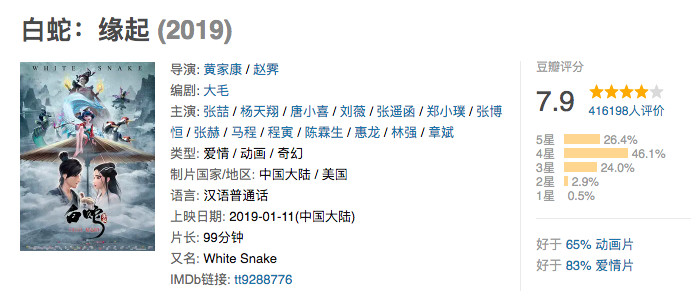 白蛇：缘起 (2019)
WHITE SNAKE
白蛇
导演: 黄家康 / 赵霁
编剧: 大毛
主演: 张喆 / 杨天翔 / 唐小喜 / 刘薇 / 张遥函 / 郑小璞 / 张博
恒 / 张赫 / 马程 / 程寅 / 陈霖生 / 惠龙 / 林强 / 章斌
类型: 爱情 / 动画 / 奇幻
制片国家/地区: 中国大陆 / 美国
语言: 汉语普通话
上映日期: 2019-01-11(中国大陆)
片长: 99分钟
又名: White Snake
IMDb链接: tt9288776
豆瓣评分
7.9
416198人评价
5星 26.4%
4星 46.1%
3星 24.0%
2星 2.9%
1星 0.5%
好于 65% 动画片
好于 83% 爱情片